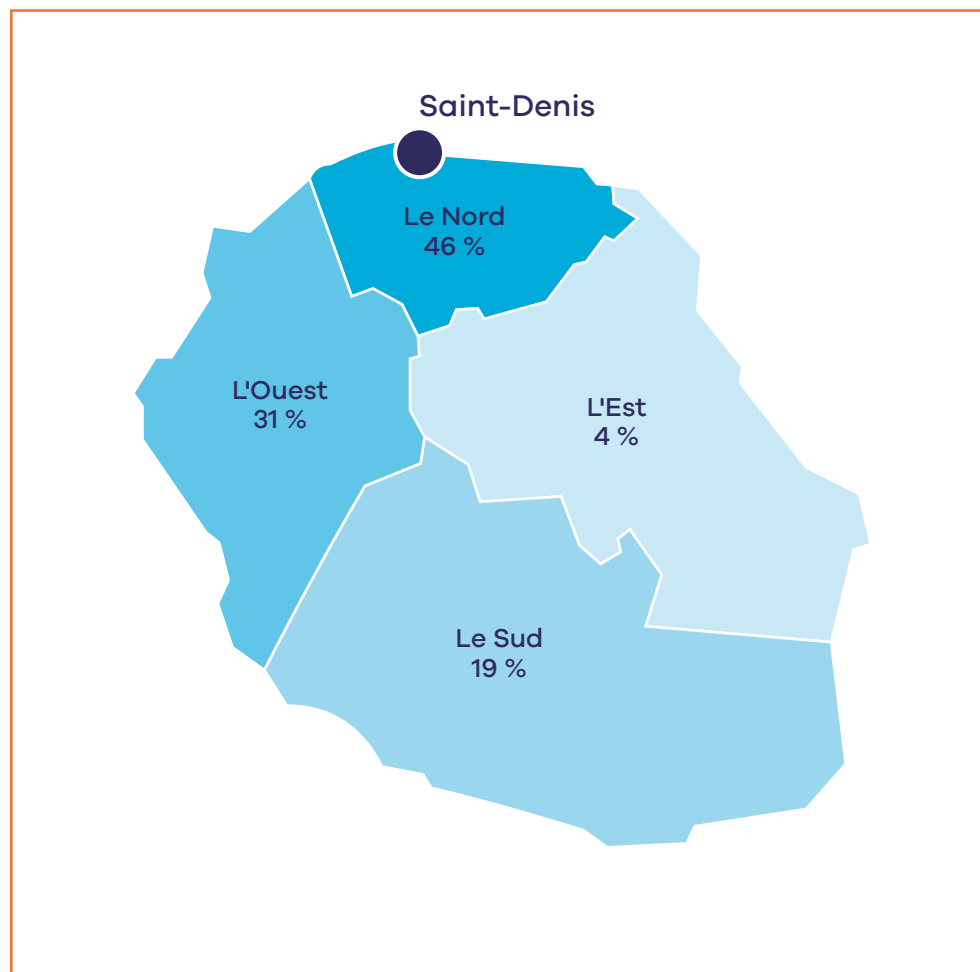 Saint-Denis
Le Nord
46 %
L'Ouest
31 %
L'Est
4 %
Le Sud
19 %